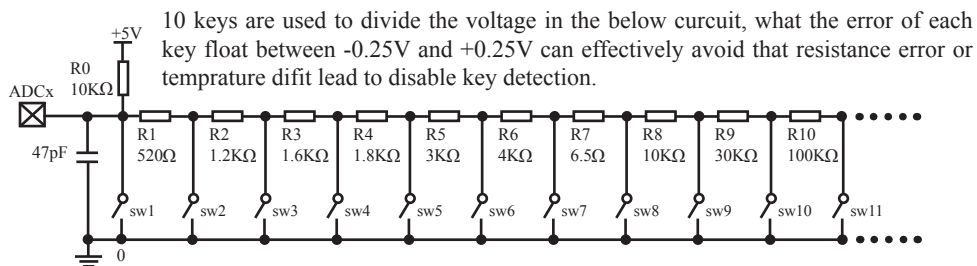 10 keys are used to divide the voltage in the below curcuit, what the error of each
key float between -0.25V and +0.25V can effectively avoid that resistance error or
temprature difit lead to disable key detection.
+5V
R0
10KΩ
ADCx
47pF
R1 R2 R3 R4 R5 R6 R7 R8 R9 R10
520Ω 1.2KΩ 1.6KΩ 1.8KΩ 3KΩ 4KΩ 6.5Ω 10KΩ 30KΩ 100KΩ
sw1 sw2 sw3 sw4 sw5 sw6 sw7 sw8 sw9 sw10 sw11
0